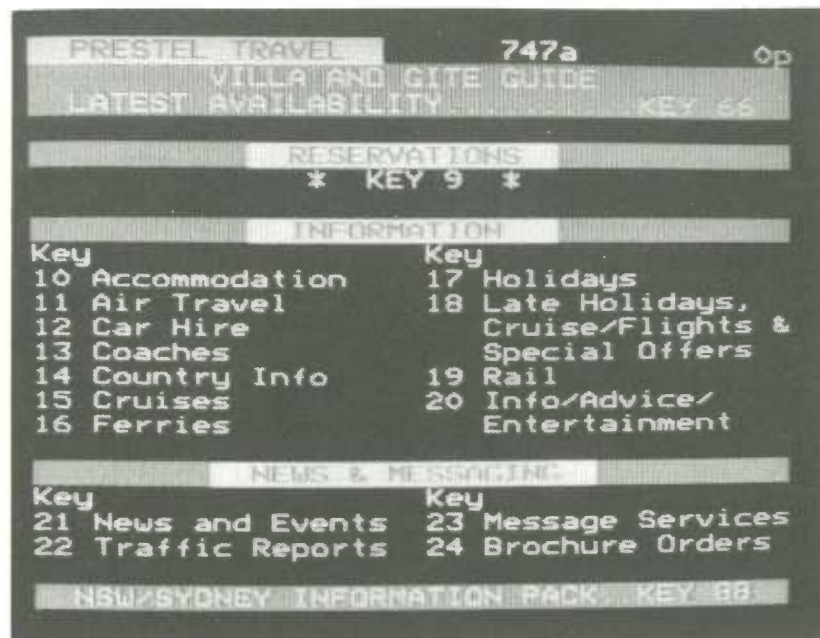 PRESTEL TRAVEL 747a 0p
VILLA AND GITE GUIDE
LATEST AVAILABILITY....... KEY 66
RESERVATIONS
* KEY 9 *
INFORMATION
Key
10 Accommodation
11 Air Travel
12 Car Hire
13 Coaches
14 Country Info
15 Cruises
16 Ferries
Key
17 Holidays
18 Late Holidays,
Cruise/Flights &
Special Offers
19 Rail
20 Info/Advice/
Entertainment
NEWS & MESSAGING
Key
21 News and Events
22 Traffic Reports
Key
23 Message Services
24 Brochure Orders
NSW/SYDNEY INFORMATION PACK. KEY 88